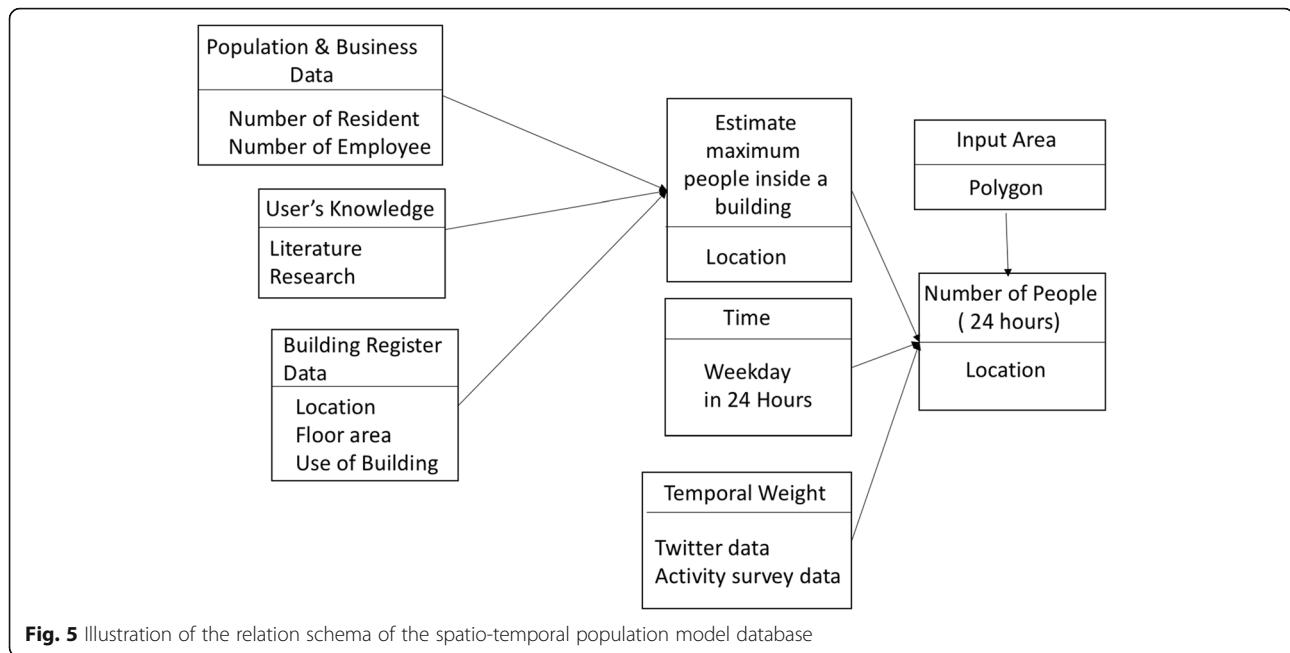 Population & Business
Data
Number of Resident
Number of Employee
User's Knowledge
Literature
Research
Building Register
Data
Location
Floor area
Use of Building
Estimate
maximum
people inside a
building
Location
Time
Weekday
in 24 Hours
Temporal Weight
Twitter data
Activity survey data
Input Area
Polygon
Number of People
( 24 hours)
Location
Fig. 5 Illustration of the relation schema of the spatio-temporal population model database